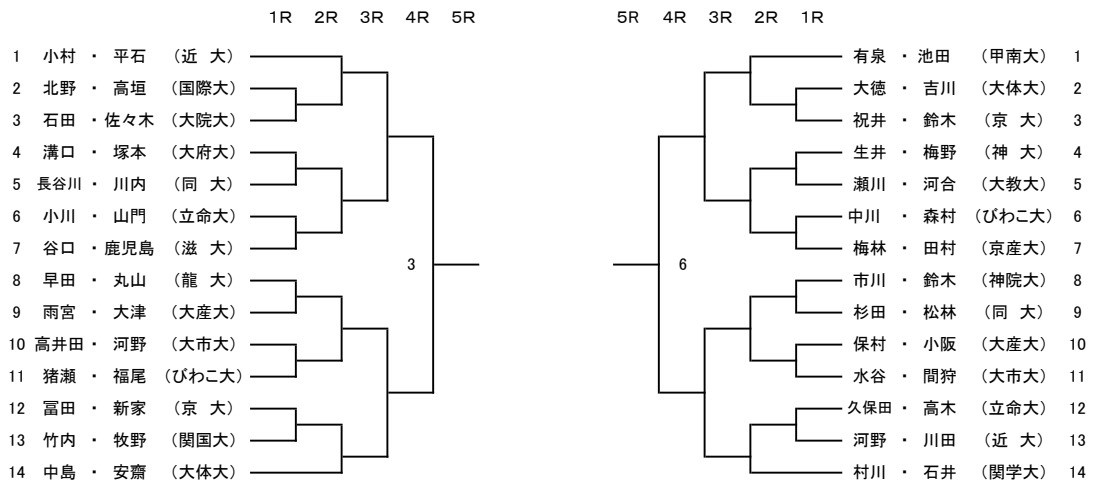 1R 2R 3R 4R 5R
1 小村 ・ 平石 （近 大）
2 北野 ・ 高垣 （国際大）
3 石田 ・ 佐々木 （大院大）
4 溝口 ・ 塚本 （大府大）
5 長谷川 ・ 川内 （同 大）
6 小川 ・ 山門 （立命大）
7 谷口 ・ 鹿児島 （滋 大）
8 早田 ・ 丸山 （龍 大）
9 雨宮 ・ 大津 （大産大）
10 高井田 ・ 河野 （大市大）
11 猪瀬 ・ 福尾 （びわこ大）
12 冨田 ・ 新家 （京 大）
13 竹内 ・ 牧野 （関国大）
14 中島 ・ 安齋 （大体大）
3
5R 4R 3R 2R 1R
有泉 ・ 池田 （甲南大） 1
大徳 ・ 吉川 （大体大） 2
祝井 ・ 鈴木 （京 大） 3
生井 ・ 梅野 （神 大） 4
瀬川 ・ 河合 （大教大） 5
中川 ・ 森村 （びわこ大） 6
梅林 ・ 田村 （京産大） 7
市川 ・ 鈴木 （神院大） 8
杉田 ・ 松林 （同 大） 9
保村 ・ 小阪 （大産大） 10
水谷 ・ 間狩 （大市大） 11
久保田 ・ 高木 （立命大） 12
河野 ・ 川田 （近 大） 13
村川 ・ 石井 （関学大） 14
6